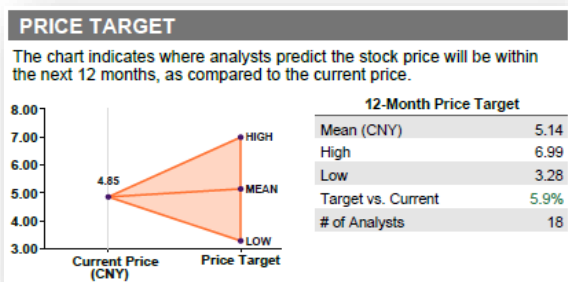 PRICE TARGET
The chart indicates where analysts predict the stock price will be within
the next 12 months, as compared to the current price.
8.00
7.00
6.00
5.00
4.00
3.00
4.85
HIGH
MEAN
LOW
Current Price
(CNY)
Price Target
12-Month Price Target
Mean (CNY) 5.14
High 6.99
Low 3.28
Target vs. Current 5.9%
# of Analysts 18